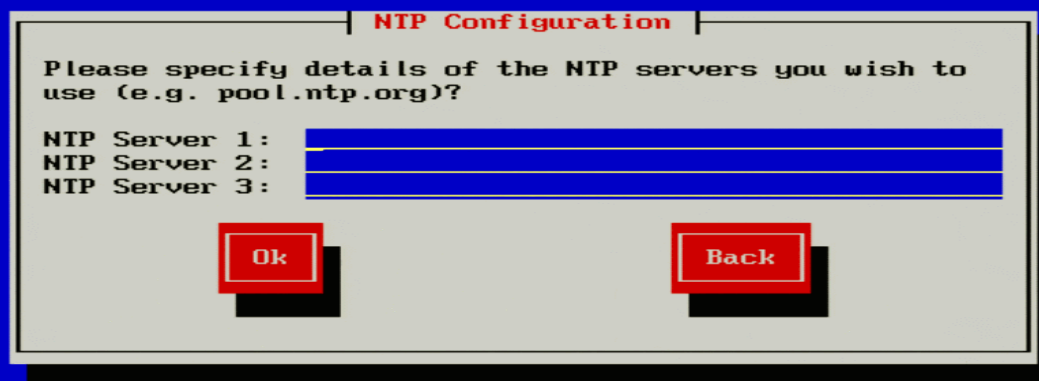 NTP Configuration
Please specify details of the NTP servers you wish to
use (e.g. pool.ntp.org)?
NTP Server 1:
NTP Server 2:
NTP Server 3:
Ok
Back